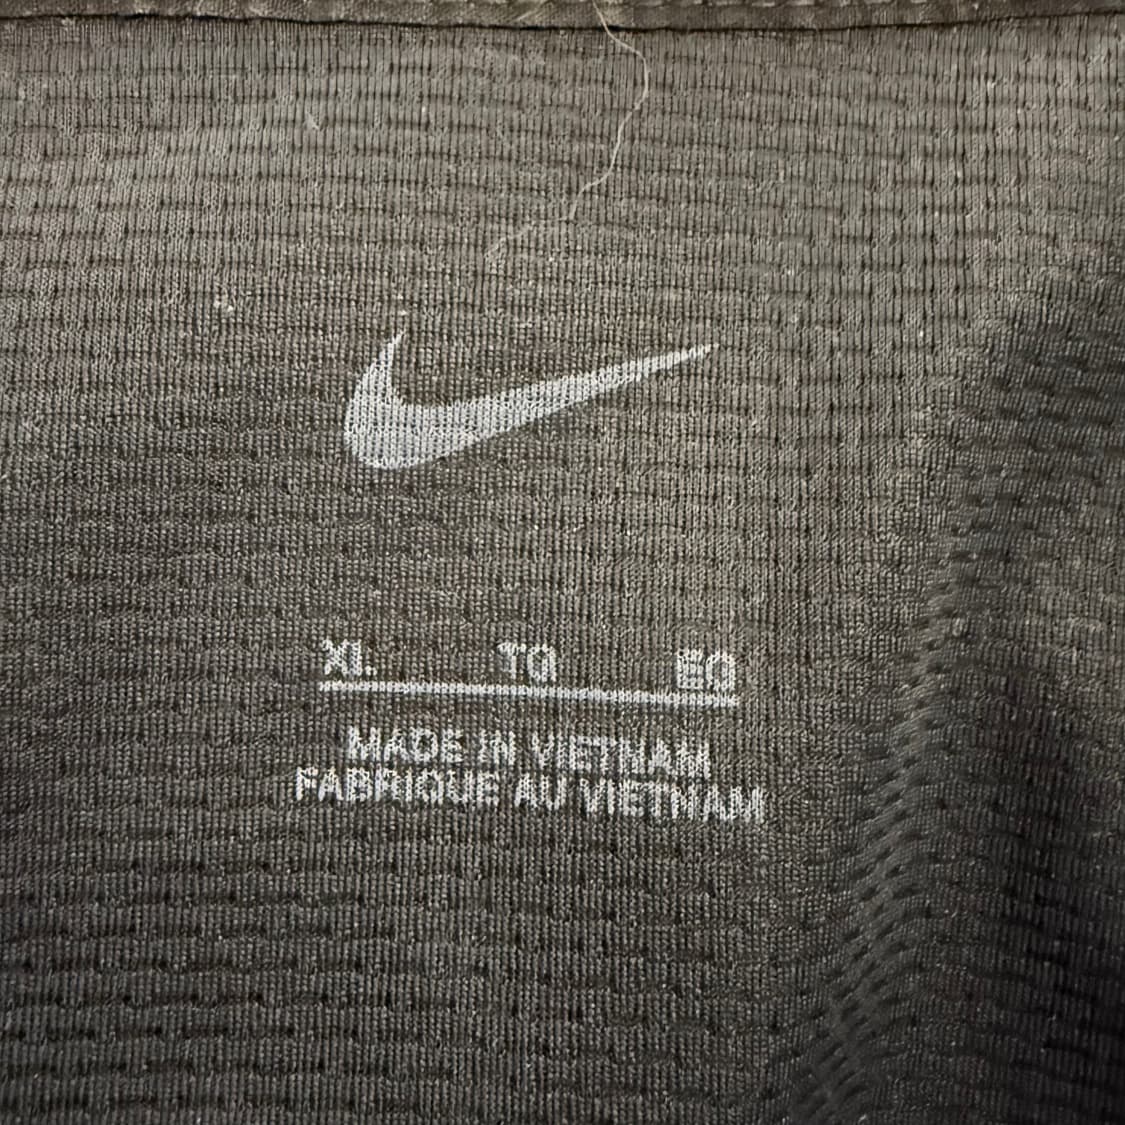 XL TG EG
MADE IN VIETNAM
FABRIQUE AU VIETNAM